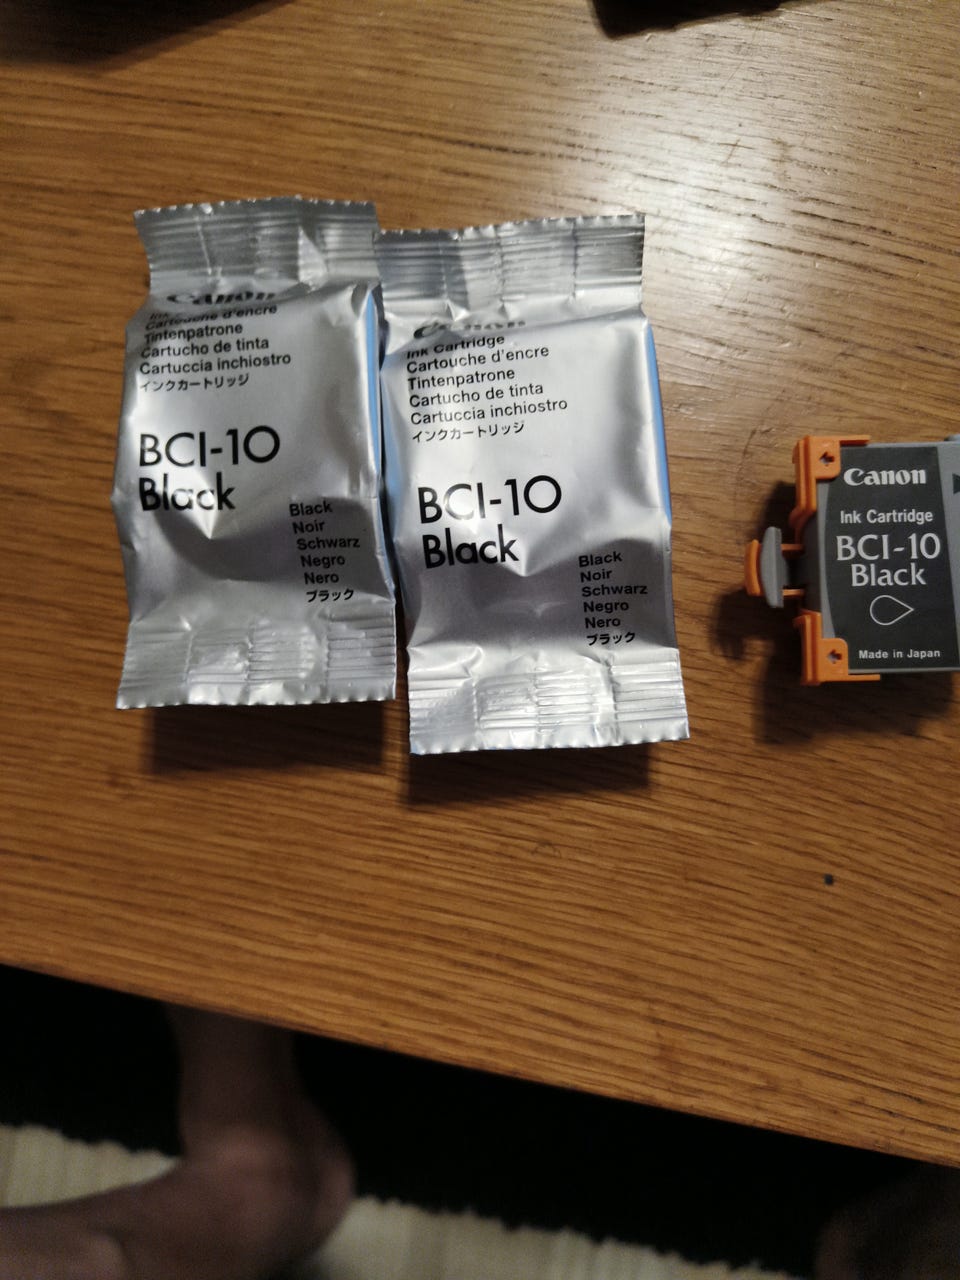 Canon
Ink
Cartouche d'encre
Tintenpatrone
Cartucho de tinta
Cartuccia inchiostro
インクカートリッジ
BCI-10
Black
Black
Noir
Schwarz
Negro
Nero
ブラック
Canon
Ink Cartridge
Cartouche d'encre
Tintenpatrone
Cartucho de tinta
Cartuccia inchiostro
インクカートリッジ
BCI-10
Black
Black
Noir
Schwarz
Negro
Nero
ブラック
Canon
Ink Cartridge
BCI-10
Black
Made in Japan